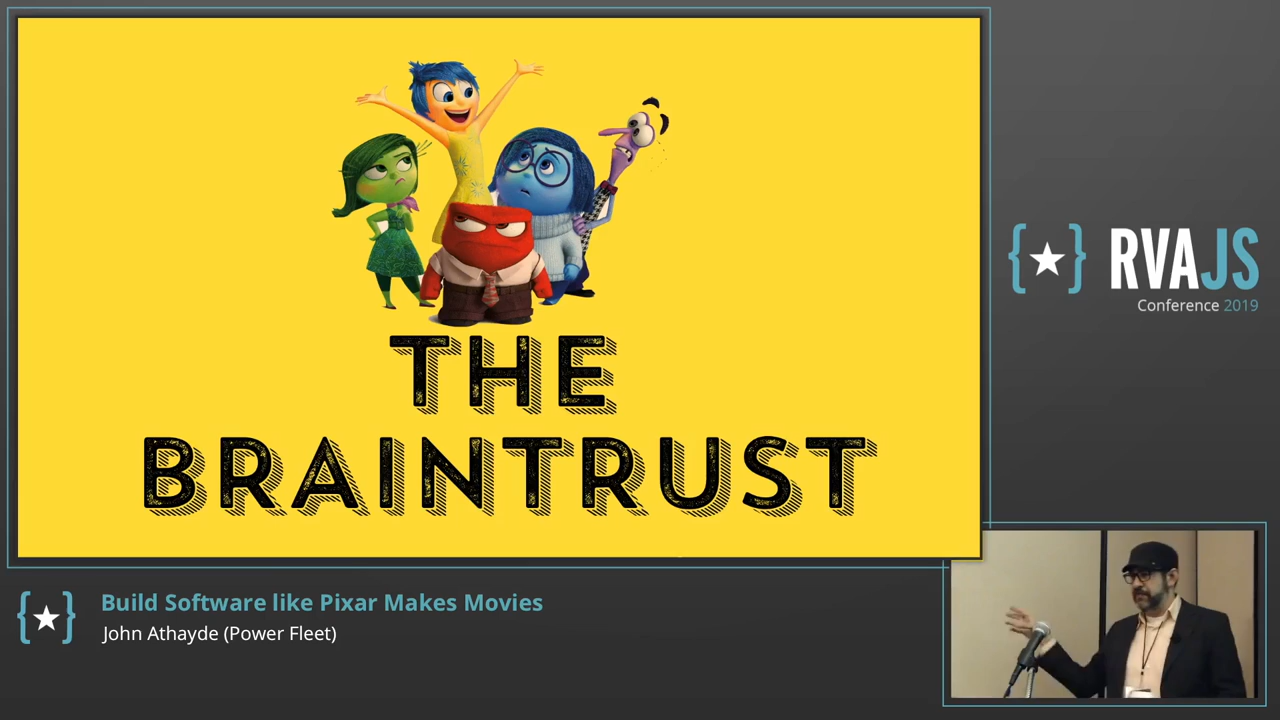 THE
BRAINTRUST
RVAJS
Conference 2019
Build Software like Pixar Makes Movies
John Athayde (Power Fleet)